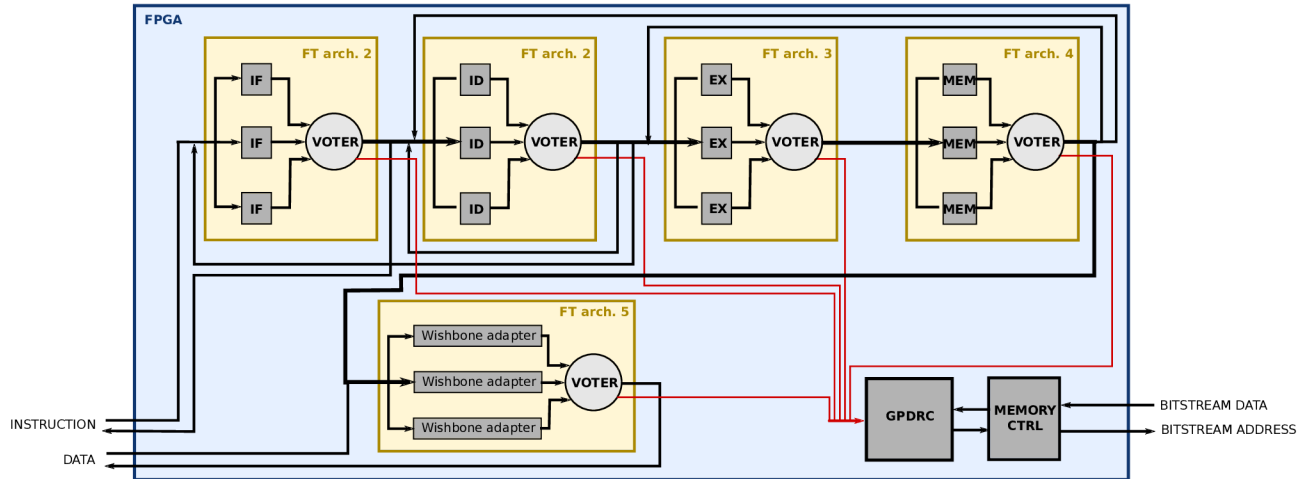 FPGA
FT arch. 2
IF
IF
IF
VOTER
FT arch. 2
ID
ID
ID
VOTER
FT arch. 3
EX
EX
EX
VOTER
FT arch. 4
MEM
MEM
MEM
VOTER
FT arch. 5
Wishbone adapter
Wishbone adapter
Wishbone adapter
VOTER
GPDRC
MEMORY
CTRL
INSTRUCTION
DATA
BITSTREAM DATA
BITSTREAM ADDRESS